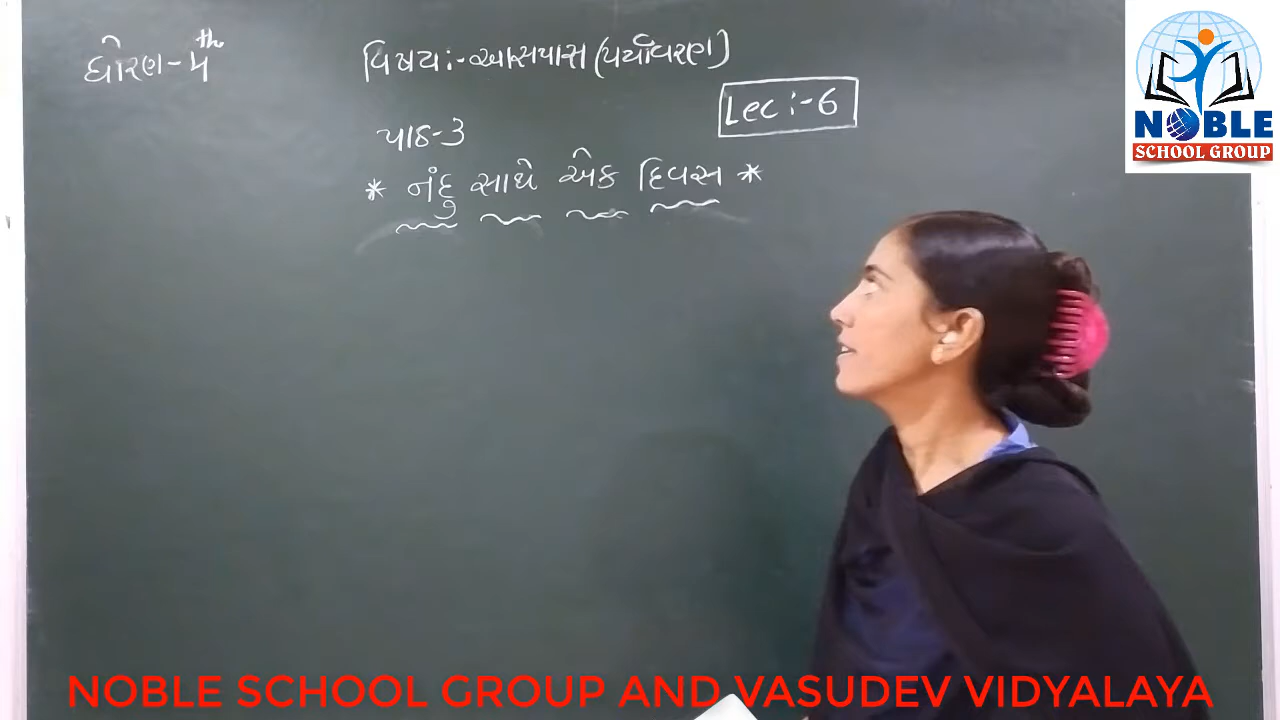 ધોરણ - ૪th
વિષય :- આસપાસ (પર્યાવરણ)
Lec :- 6
પાઠ-3
* નંદુ સાથે એક દિવસ *
NOBLE
SCHOOL GROUP
NOBLE SCHOOL GROUP AND VASUDEV VIDYALAYA